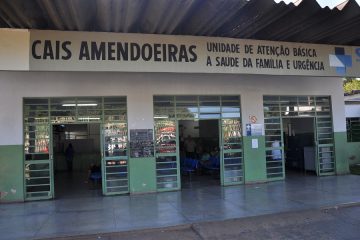 CAIS AMENDOEIRAS
UNIDADE DE ATENÇÃO BÁSICA
A SAÚDE DA FAMÍLIA E URGÊNCIA